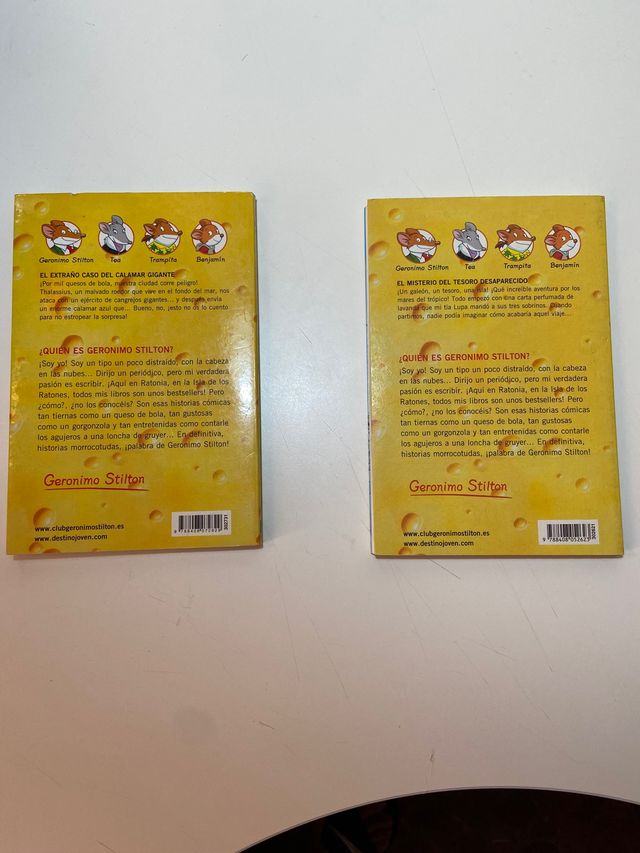 Geronimo Stilton Tea Trampita Benjamín
EL EXTRAÑO CASO DEL CALAMAR GIGANTE
¡Por mil quesos de bola, nuestra ciudad corre peligro!
Thalassius, un malvado roedor que vive en el fondo del mar, nos
ataca con un ejército de cangrejos gigantes... y después envía
un enorme calamar azul que... Bueno, no, ¡esto no os lo cuento
para no estropear la sorpresa!
¿QUIÉN ES GERONIMO STILTON?
¡Soy yo! Soy un tipo un poco distraído, con la cabeza
en las nubes... Dirijo un periódico, pero mi verdadera
pasión es escribir. ¡Aquí en Ratonia, en la Isla de los
Ratones, todos mis libros son unos bestsellers! Pero
¿cómo?, ¿no los conocéis? Son esas historias cómicas
tan tiernas como un queso de bola, tan gustosas
como un gorgonzola y tan entretenidas como contarle
los agujeros a una loncha de gruyer... En definitiva,
historias morrocotudas, ¡palabra de Geronimo Stilton!
Geronimo Stilton
www.clubgeronimostilton.es
www.destinojoven.com
302731
Geronimo Stilton Tea Trampita Benjamín
EL MISTERIO DEL TESORO DESAPARECIDO
¡Un galeón, un tesoro, una isla! ¡Qué increíble aventura por los
mares del trópico! Todo empezó con una carta perfumada de
lavanda que mi tía Lupa mandó a sus tres sobrinos. Cuando
partimos, nadie podía imaginar cómo acabaría aquel viaje...
¿QUIÉN ES GERONIMO STILTON?
¡Soy yo! Soy un tipo un poco distraído, con la cabeza
en las nubes... Dirijo un periódico, pero mi verdadera
pasión es escribir. ¡Aquí en Ratonia, en la Isla de los
Ratones, todos mis libros son unos bestsellers! Pero
¿cómo?, ¿no los conocéis? Son esas historias cómicas
tan tiernas como un queso de bola, tan gustosas
como un gorgonzola y tan entretenidas como contarle
los agujeros a una loncha de gruyer... En definitiva,
historias morrocotudas, ¡palabra de Geronimo Stilton!
Geronimo Stilton
www.clubgeronimostilton.es
www.destinojoven.com
9 788408 052623
300621